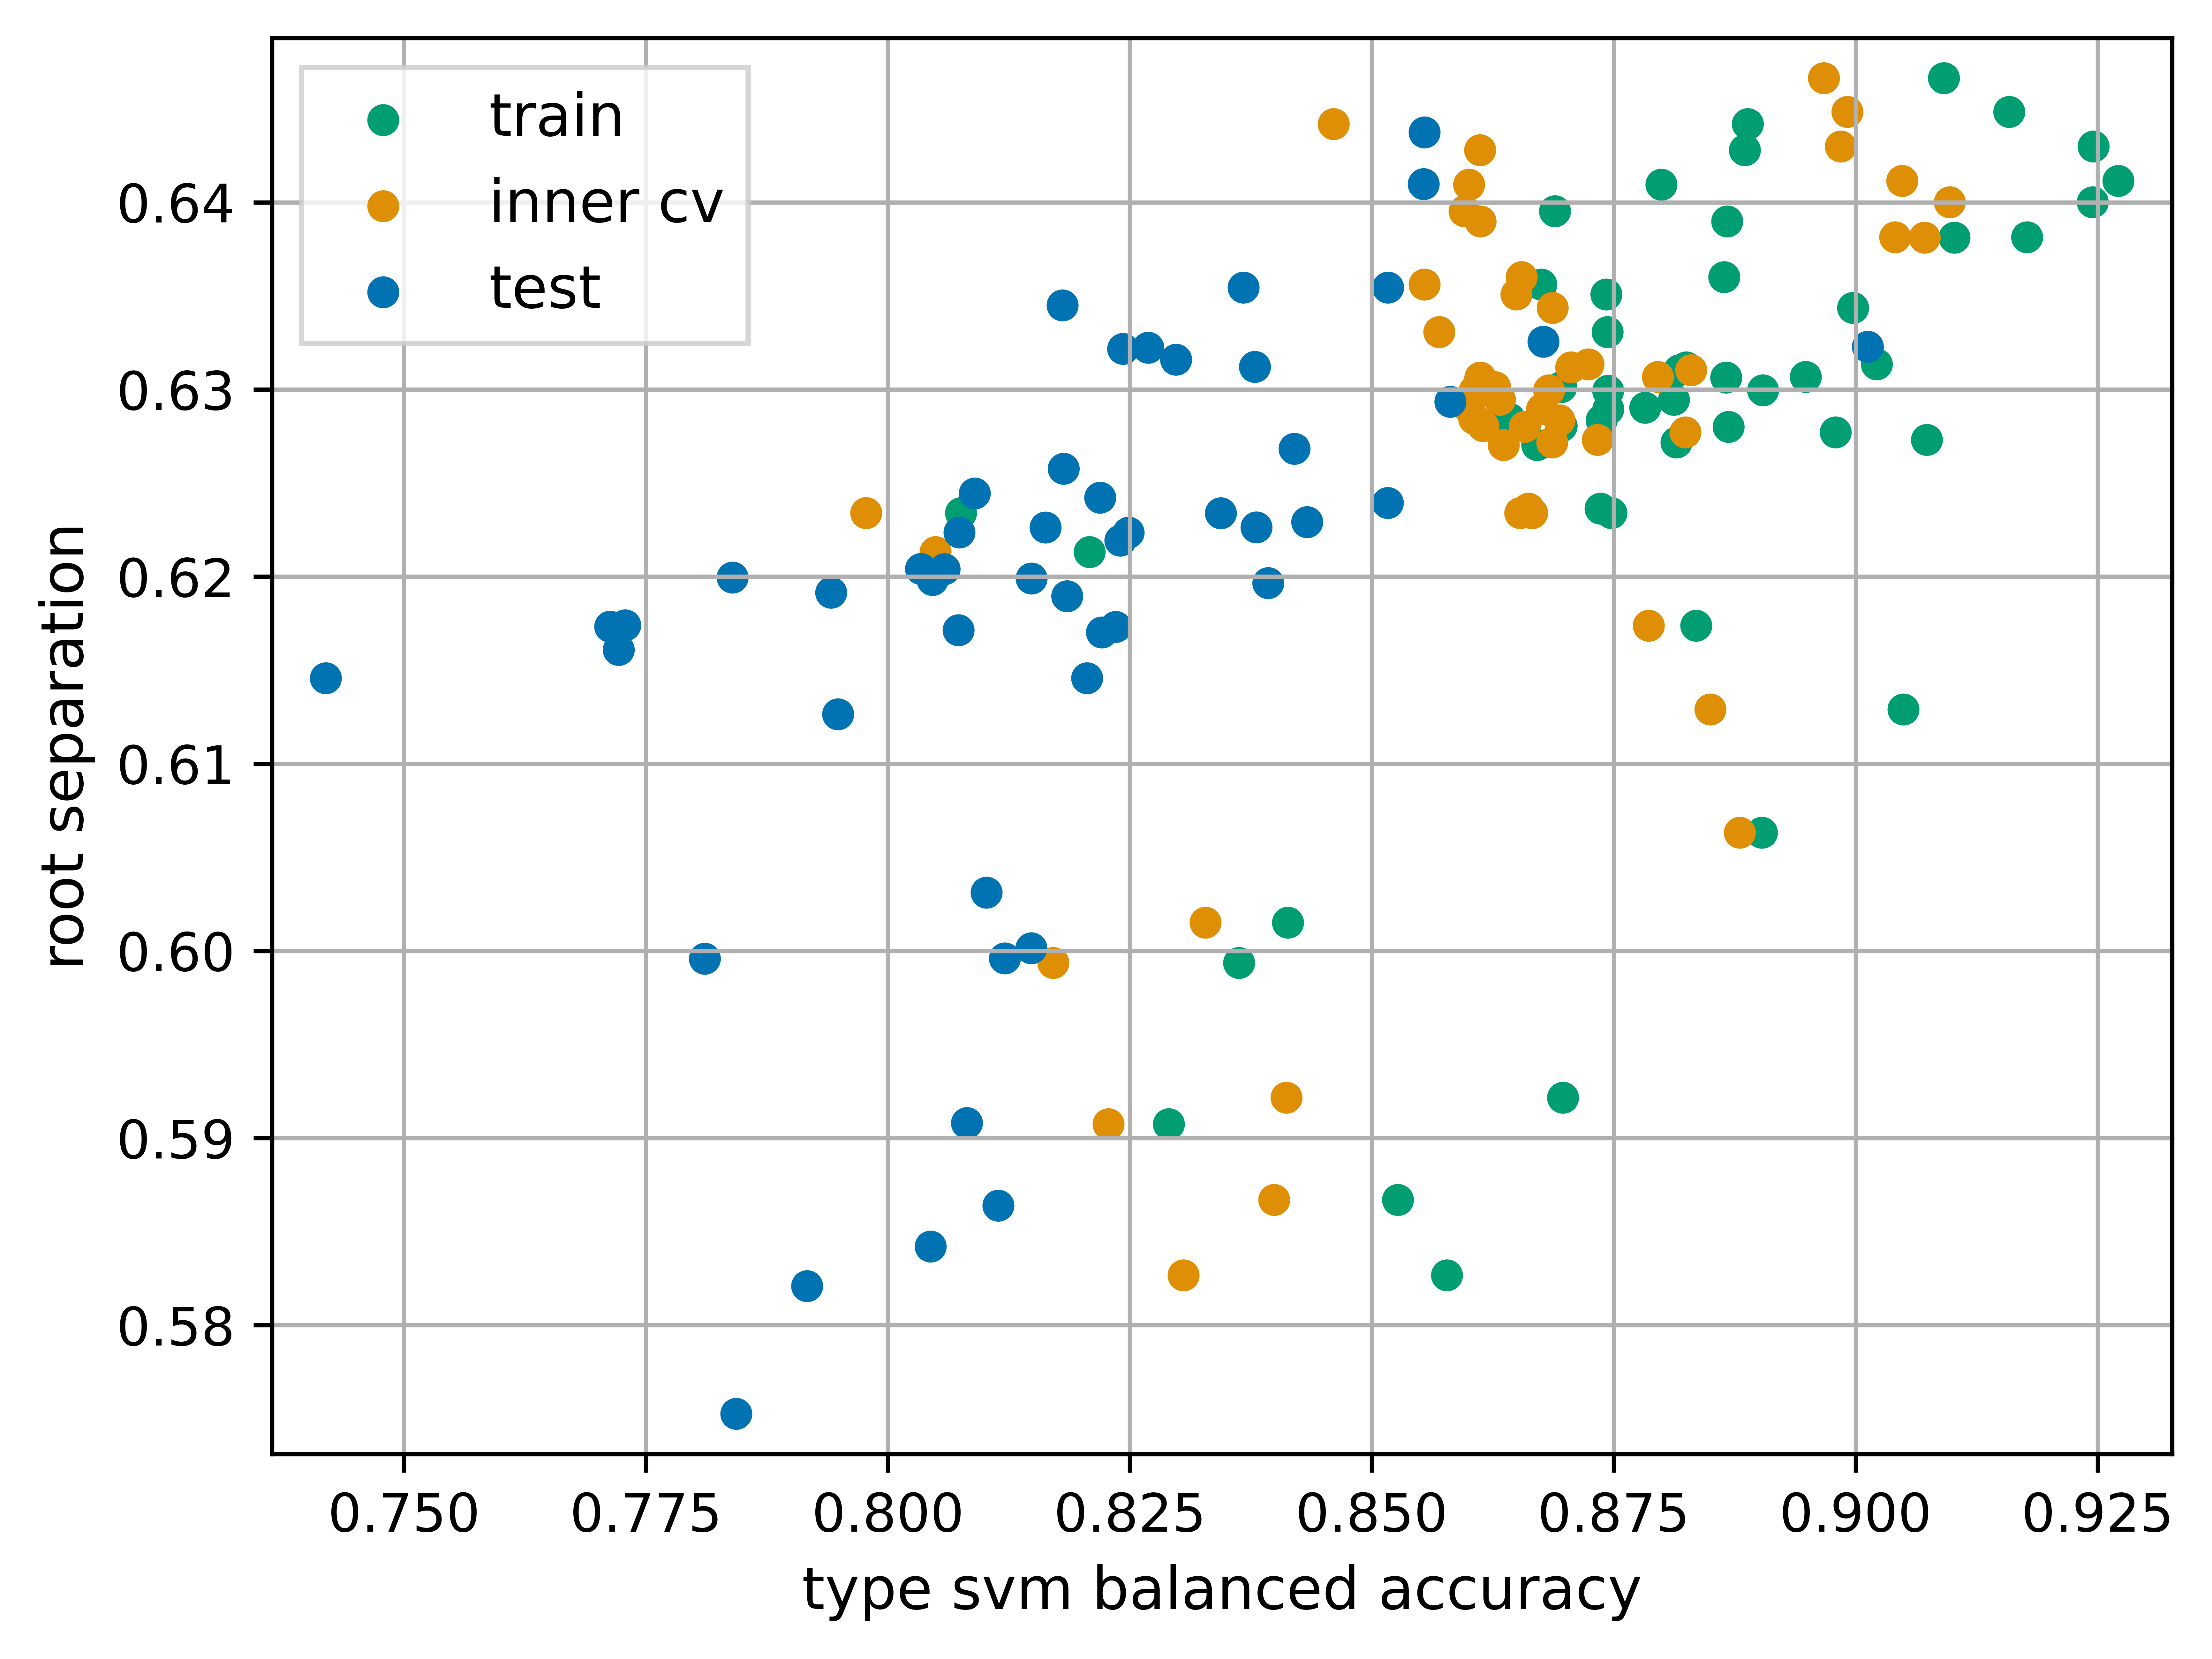 train
inner cv
test
0.64
0.63
0.62
0.61
0.60
0.59
0.58
root separation
0.750 0.775 0.800 0.825 0.850 0.875 0.900 0.925
type svm balanced accuracy